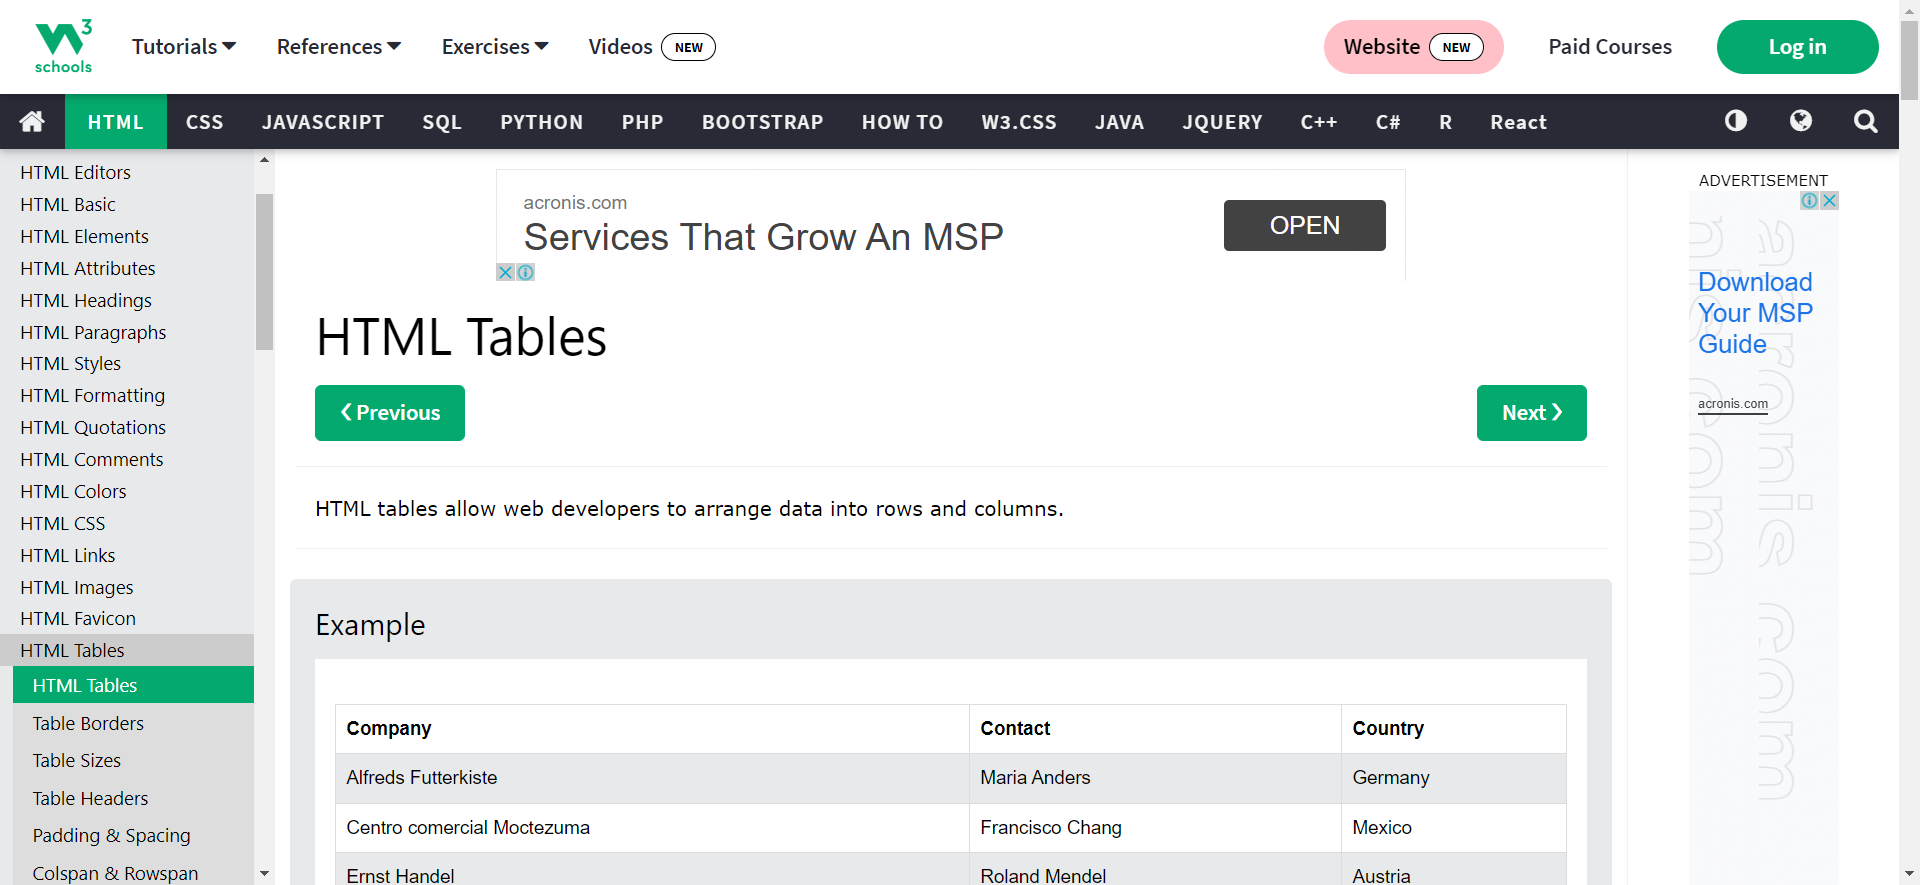 3
schools
Tutorials References Exercises Videos NEW Website NEW Paid Courses Log in
HTML CSS JAVASCRIPT SQL PYTHON PHP BOOTSTRAP HOW TO W3.CSS JAVA JQUERY C++ C# R React
HTML Editors
HTML Basic
HTML Elements
HTML Attributes
HTML Headings
HTML Paragraphs
HTML Styles
HTML Formatting
HTML Quotations
HTML Comments
HTML Colors
HTML CSS
HTML Links
HTML Images
HTML Favicon
HTML Tables
HTML Tables
Table Borders
Table Sizes
Table Headers
Padding & Spacing
Colspan & Rowspan
acronis.com
Services That Grow An MSP
OPEN
HTML Tables
❮ Previous
Next ❯
HTML tables allow web developers to arrange data into rows and columns.
Example
Company Contact Country
Alfreds Futterkiste Maria Anders Germany
Centro comercial Moctezuma Francisco Chang Mexico
Ernst Handel Roland Mendel Austria
ADVERTISEMENT
Download
Your MSP
Guide
acronis.com
acronis com